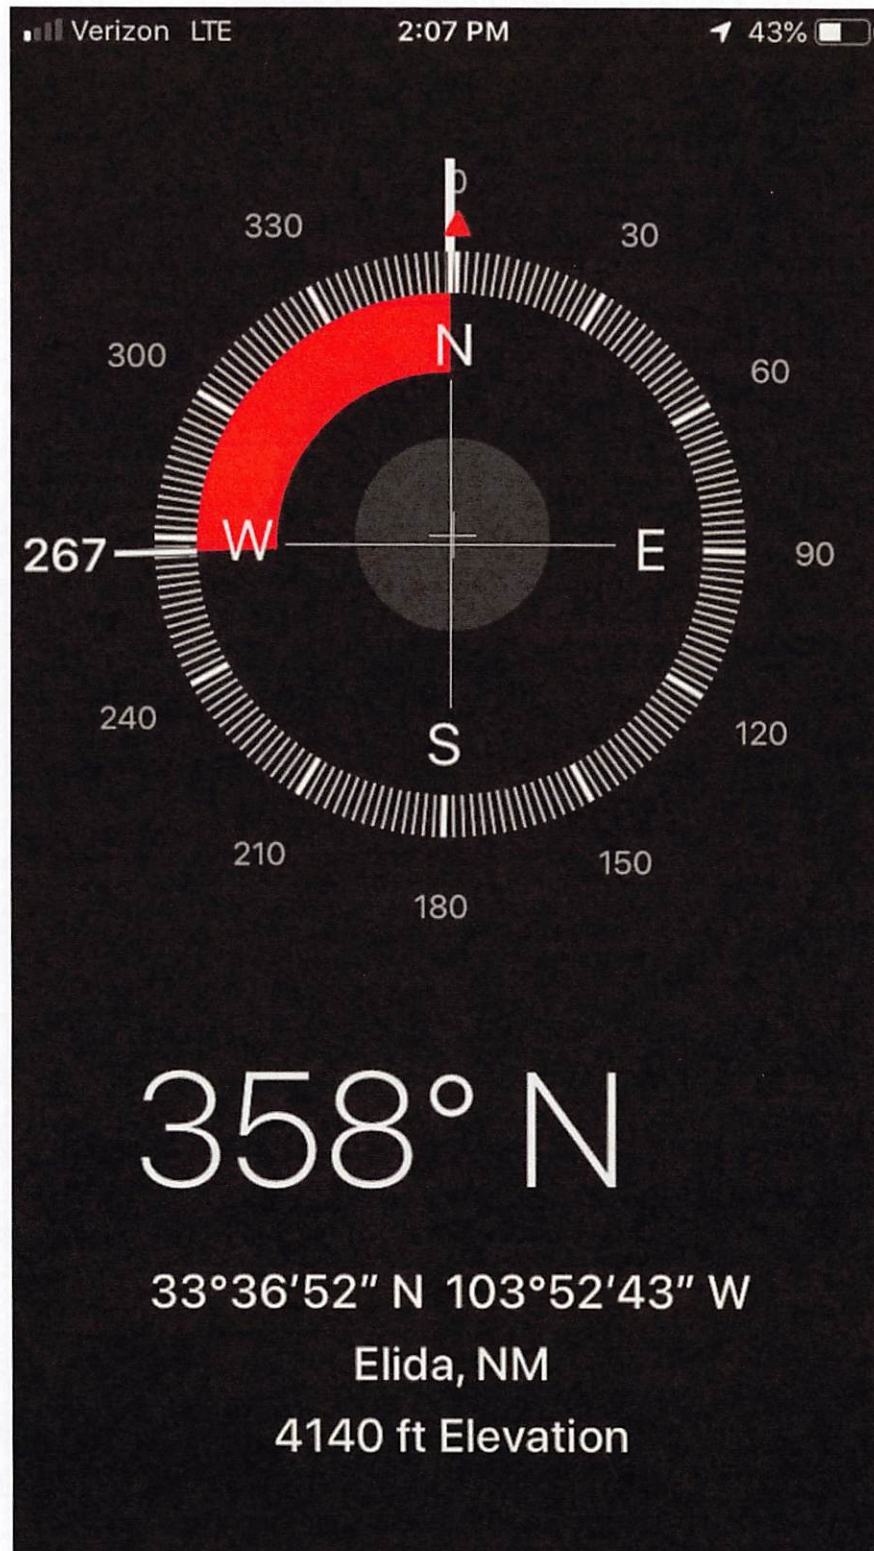 Verizon LTE 2:07 PM 43%
0
330 30
N
300 60
267 W E 90
S
240 120
210 150
180
358° N
33°36'52" N 103°52'43" W
Elida, NM
4140 ft Elevation